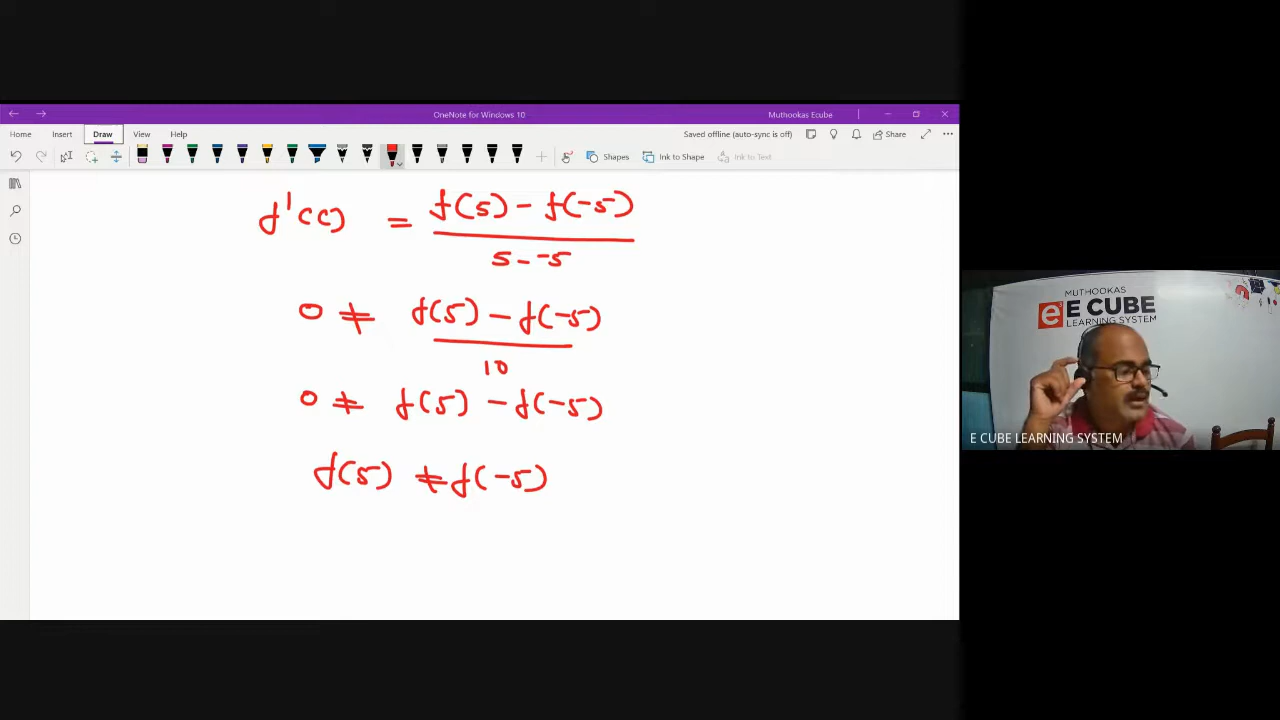 OneNote for Windows 10
Muthookas Ecube
Home Insert Draw View Help
Saved offline (auto-sync is off) Share
Shapes Ink to Shape Ink to Text
f'(c) = f(5) - f(-5)
5 - -5
0 ≠ f(5) - f(-5)
10
0 ≠ f(5) - f(-5)
f(5) ≠ f(-5)
MUTHOOKAS
e³ E CUBE
LEARNING SYSTEM
E CUBE LEARNING SYSTEM